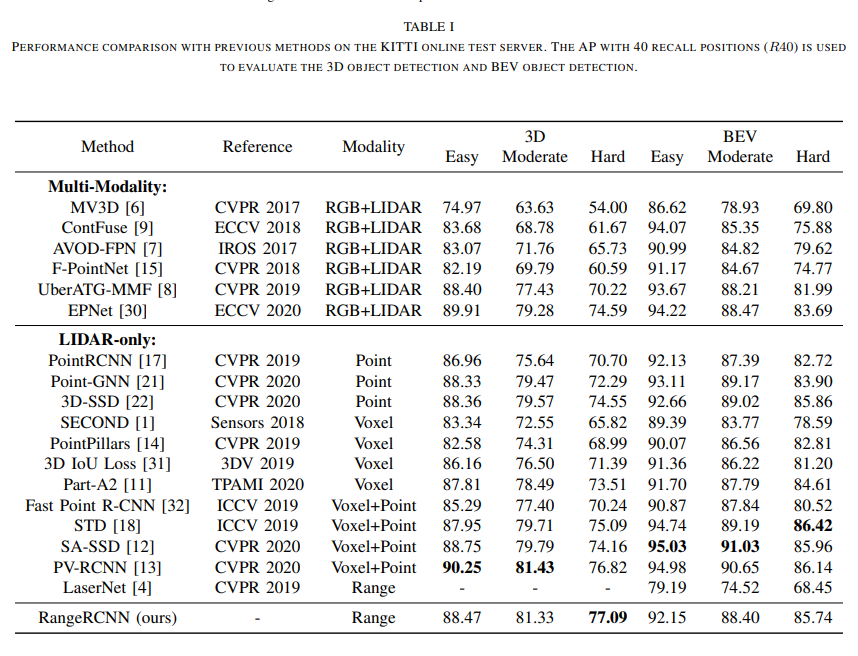 TABLE I
PERFORMANCE COMPARISON WITH PREVIOUS METHODS ON THE KITTI ONLINE TEST SERVER. THE AP WITH 40 RECALL POSITIONS (R40) IS USED
TO EVALUATE THE 3D OBJECT DETECTION AND BEV OBJECT DETECTION.
Method Reference Modality 3D BEV
Easy Moderate Hard Easy Moderate Hard
Multi-Modality:
MV3D [6] CVPR 2017 RGB+LIDAR 74.97 63.63 54.00 86.62 78.93 69.80
ContFuse [9] ECCV 2018 RGB+LIDAR 83.68 68.78 61.67 94.07 85.35 75.88
AVOD-FPN [7] IROS 2017 RGB+LIDAR 83.07 71.76 65.73 90.99 84.82 79.62
F-PointNet [15] CVPR 2018 RGB+LIDAR 82.19 69.79 60.59 91.17 84.67 74.77
UberATG-MMF [8] CVPR 2019 RGB+LIDAR 88.40 77.43 70.22 93.67 88.21 81.99
EPNet [30] ECCV 2020 RGB+LIDAR 89.91 79.28 74.59 94.22 88.47 83.69
LIDAR-only:
PointRCNN [17] CVPR 2019 Point 86.96 75.64 70.70 92.13 87.39 82.72
Point-GNN [21] CVPR 2020 Point 88.33 79.47 72.29 93.11 89.17 83.90
3D-SSD [22] CVPR 2020 Point 88.36 79.57 74.55 92.66 89.02 85.86
SECOND [1] Sensors 2018 Voxel 83.34 72.55 65.82 89.39 83.77 78.59
PointPillars [14] CVPR 2019 Voxel 82.58 74.31 68.99 90.07 86.56 82.81
3D IoU Loss [31] 3DV 2019 Voxel 86.16 76.50 71.39 91.36 86.22 81.20
Part-A2 [11] TPAMI 2020 Voxel 87.81 78.49 73.51 91.70 87.79 84.61
Fast Point R-CNN [32] ICCV 2019 Voxel+Point 85.29 77.40 70.24 90.87 87.84 80.52
STD [18] ICCV 2019 Voxel+Point 87.95 79.71 75.09 94.74 89.19 86.42
SA-SSD [12] CVPR 2020 Voxel+Point 88.75 79.79 74.16 95.03 91.03 85.96
PV-RCNN [13] CVPR 2020 Voxel+Point 90.25 81.43 76.82 94.98 90.65 86.14
LaserNet [4] CVPR 2019 Range - - - 79.19 74.52 68.45
RangeRCNN (ours) - Range 88.47 81.33 77.09 92.15 88.40 85.74